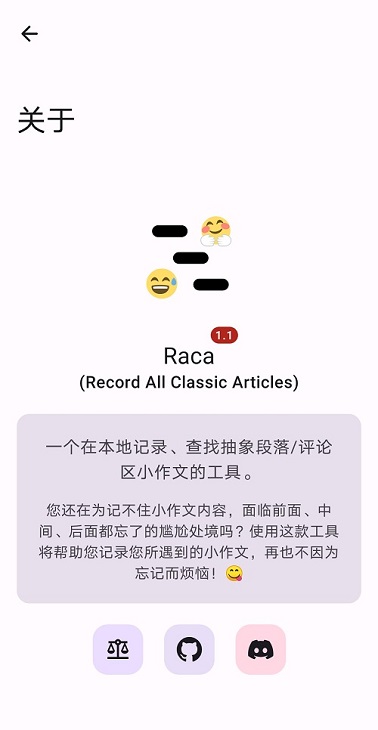 关于
1.1
Raca
(Record All Classic Articles)
一个在本地记录、查找抽象段落/评论
区小作文的工具。
您还在为记不住小作文内容，面临前面、中
间、后面都忘了的尴尬处境吗？使用这款工具
将帮助您记录您所遇到的小作文，再也不因为
忘记而烦恼！😋